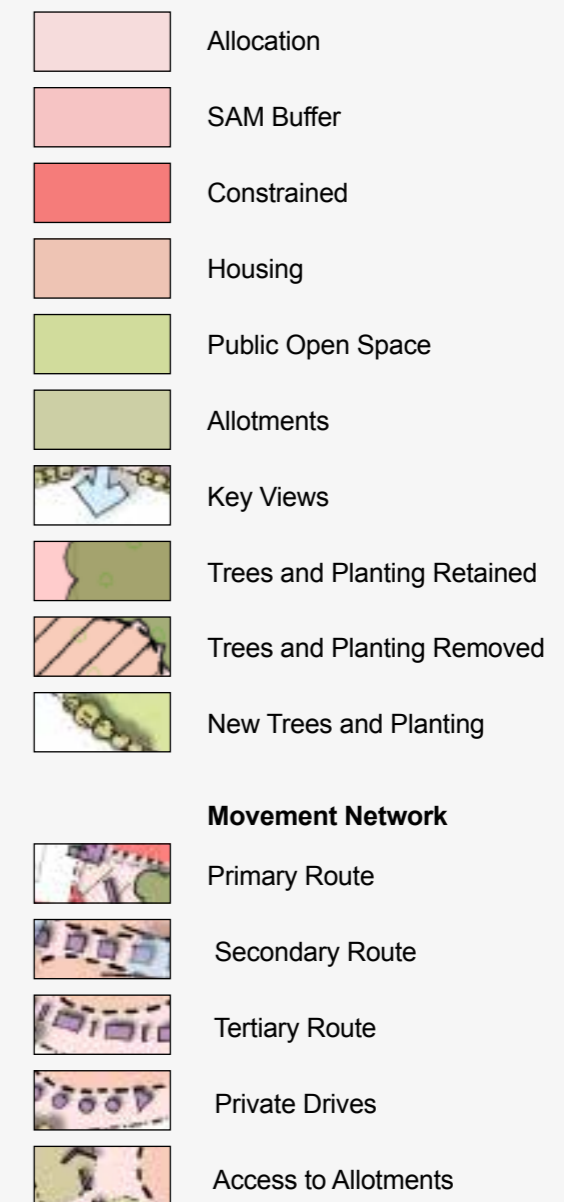 Allocation
SAM Buffer
Constrained
Housing
Public Open Space
Allotments
Key Views
Trees and Planting Retained
Trees and Planting Removed
New Trees and Planting
Movement Network
Primary Route
Secondary Route
Tertiary Route
Private Drives
Access to Allotments